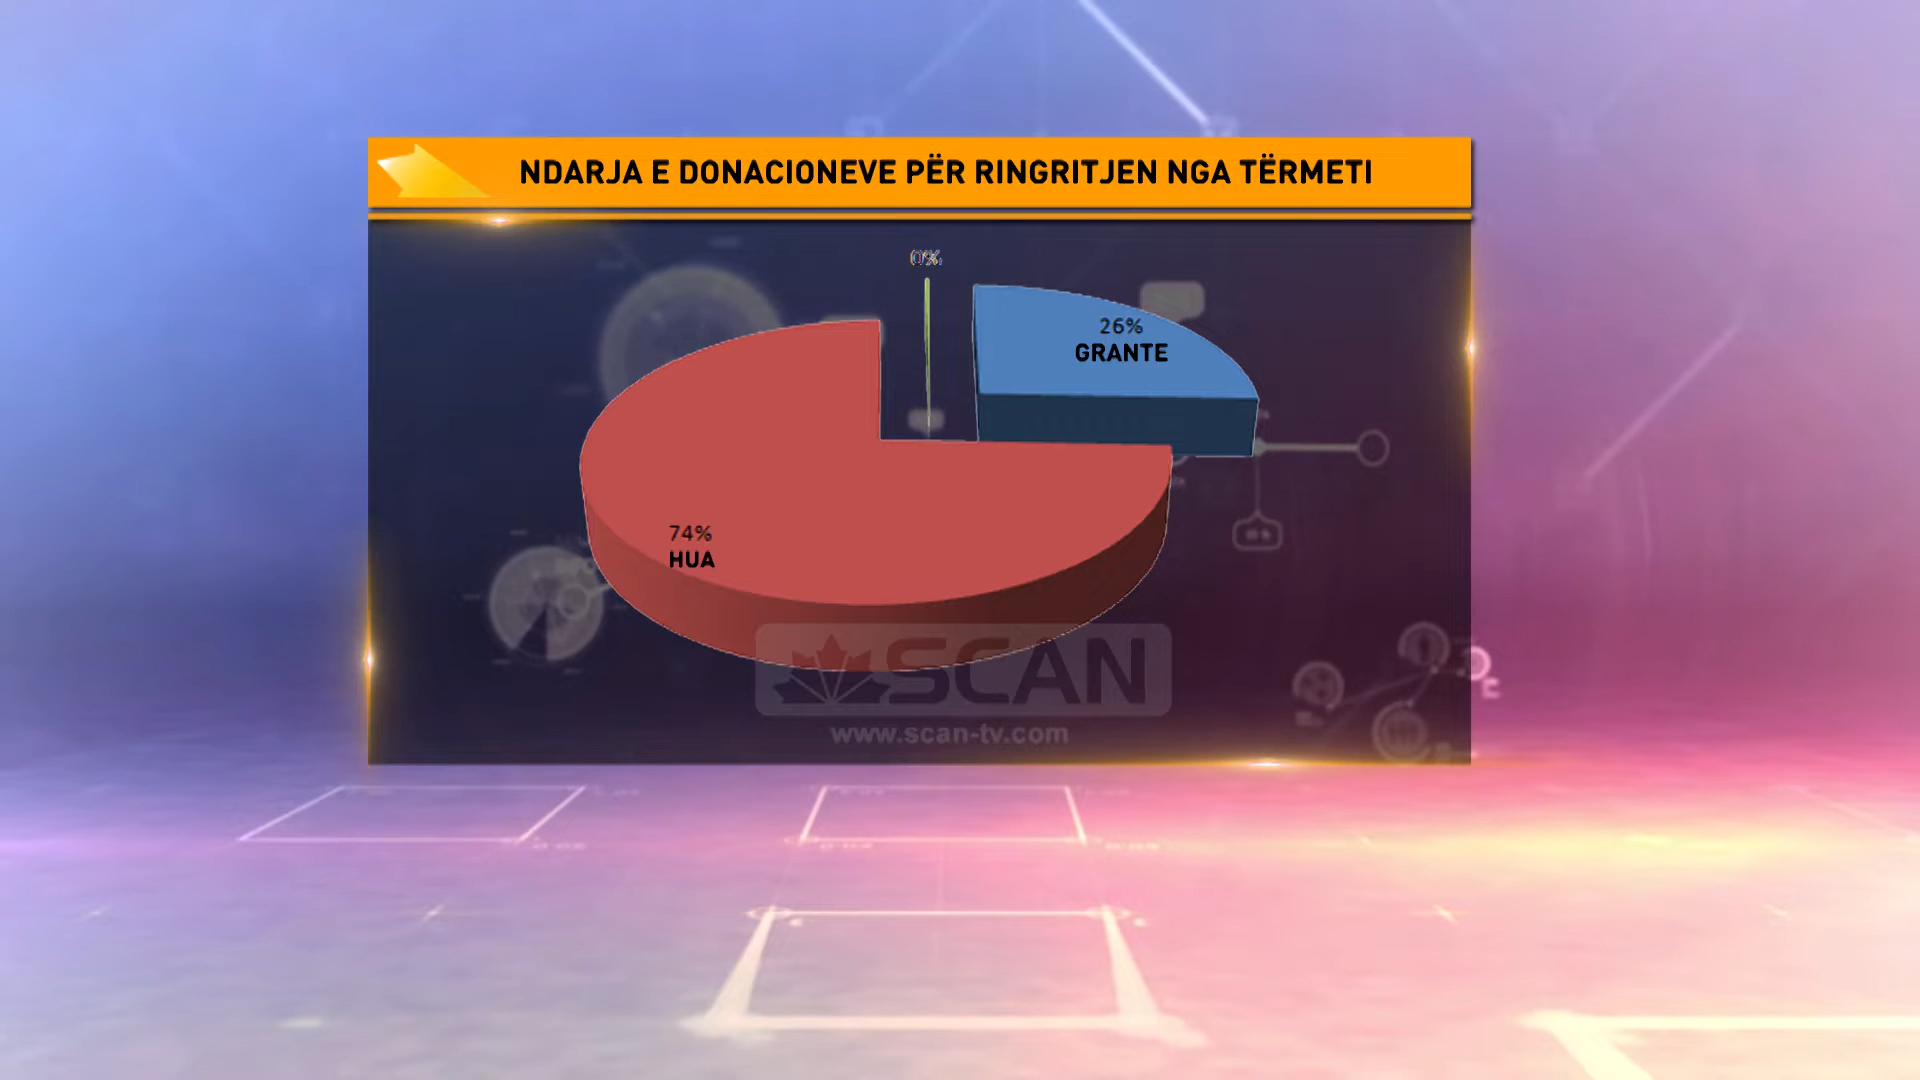 NDARJA E DONACIONEVE PËR RINGRITJEN NGA TËRMETI
0%
26%
GRANTE
74%
HUA
SCAN
www.scan-tv.com